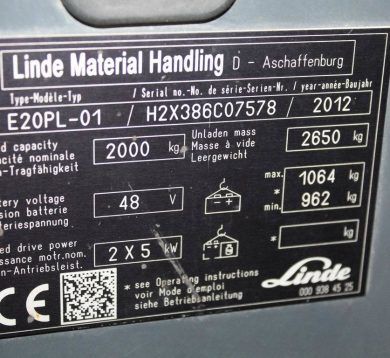 Linde Material Handling D - Aschaffenburg
Type-Modèle-Typ / Serial no.-No. de série-Serien-Nr. / year-année-Baujahr
E20PL-01 / H2X386C07578 / 2012
d capacity
acité nominale
n-Tragfähigkeit
2000 kg
Unladen mass
Masse à vide
Leergewicht
2650 kg
tery voltage
sion batterie
teriespannung
48 V
max. 1064 kg
*
min. 962 kg
ed drive power
ssance motr.nom.
n-Antriebsleist.
2 X 5 kW
* kg
CE
* see Operating instructions
voir Mode d'emploi
siehe Betriebsanleitung
Linde
000 938 45 25